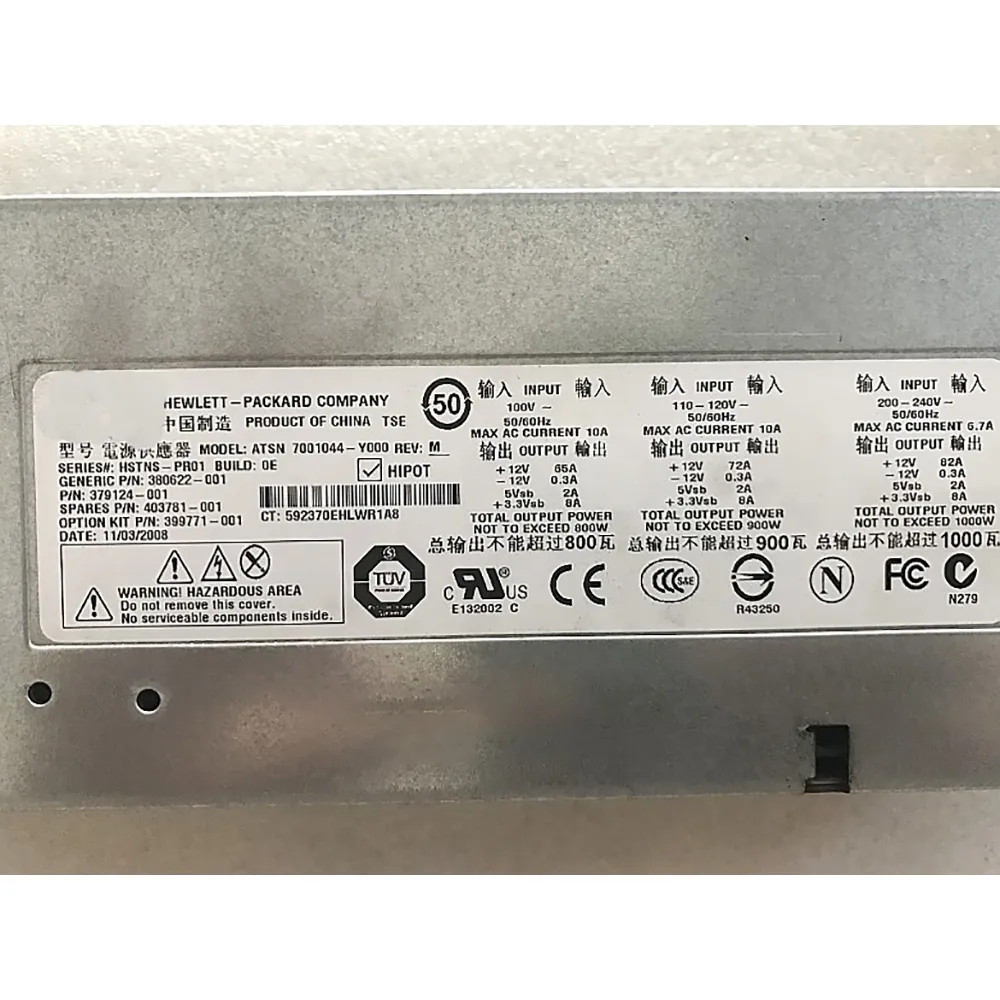 HEWLETT-PACKARD COMPANY
中国制造 PRODUCT OF CHINA TSE
型号 電源供應器 MODEL: ATSN 7001044-Y000 REV: M
SERIES#: HSTNS-PR01 BUILD: 0E
GENERIC P/N: 380622-001
P/N: 379124-001
SPARES P/N: 403781-001
OPTION KIT P/N: 399771-001
DATE: 11/03/2008
HIPOT
CT: 592370EHLWR1A8
50
输入 INPUT 輸入
100V ~
50/60Hz
MAX AC CURRENT 10A
输出 OUTPUT 輸出
+12V 65A
-12V 0.3A
5Vsb 2A
+3.3Vsb 8A
TOTAL OUTPUT POWER
NOT TO EXCEED 800W
总输出不能超过800瓦
输入 INPUT 輸入
110-120V~
50/60Hz
MAX AC CURRENT 10A
输出 OUTPUT 輸出
+12V 72A
-12V 0.3A
5Vsb 2A
+3.3Vsb 8A
TOTAL OUTPUT POWER
NOT TO EXCEED 900W
总输出不能超过900瓦
输入 INPUT 輸入
200-240V~
50/60Hz
MAX AC CURRENT 6.7A
输出 OUTPUT 輸出
+12V 82A
-12V 0.3A
5Vsb 2A
+3.3Vsb 8A
TOTAL OUTPUT POWER
NOT TO EXCEED 1000W
总输出不能超过1000瓦
WARNING! HAZARDOUS AREA
Do not remove this cover.
No serviceable components inside.
TÜV
C UL US
E132002 C
CE
CCC S&E
R43250
N
FC
N279